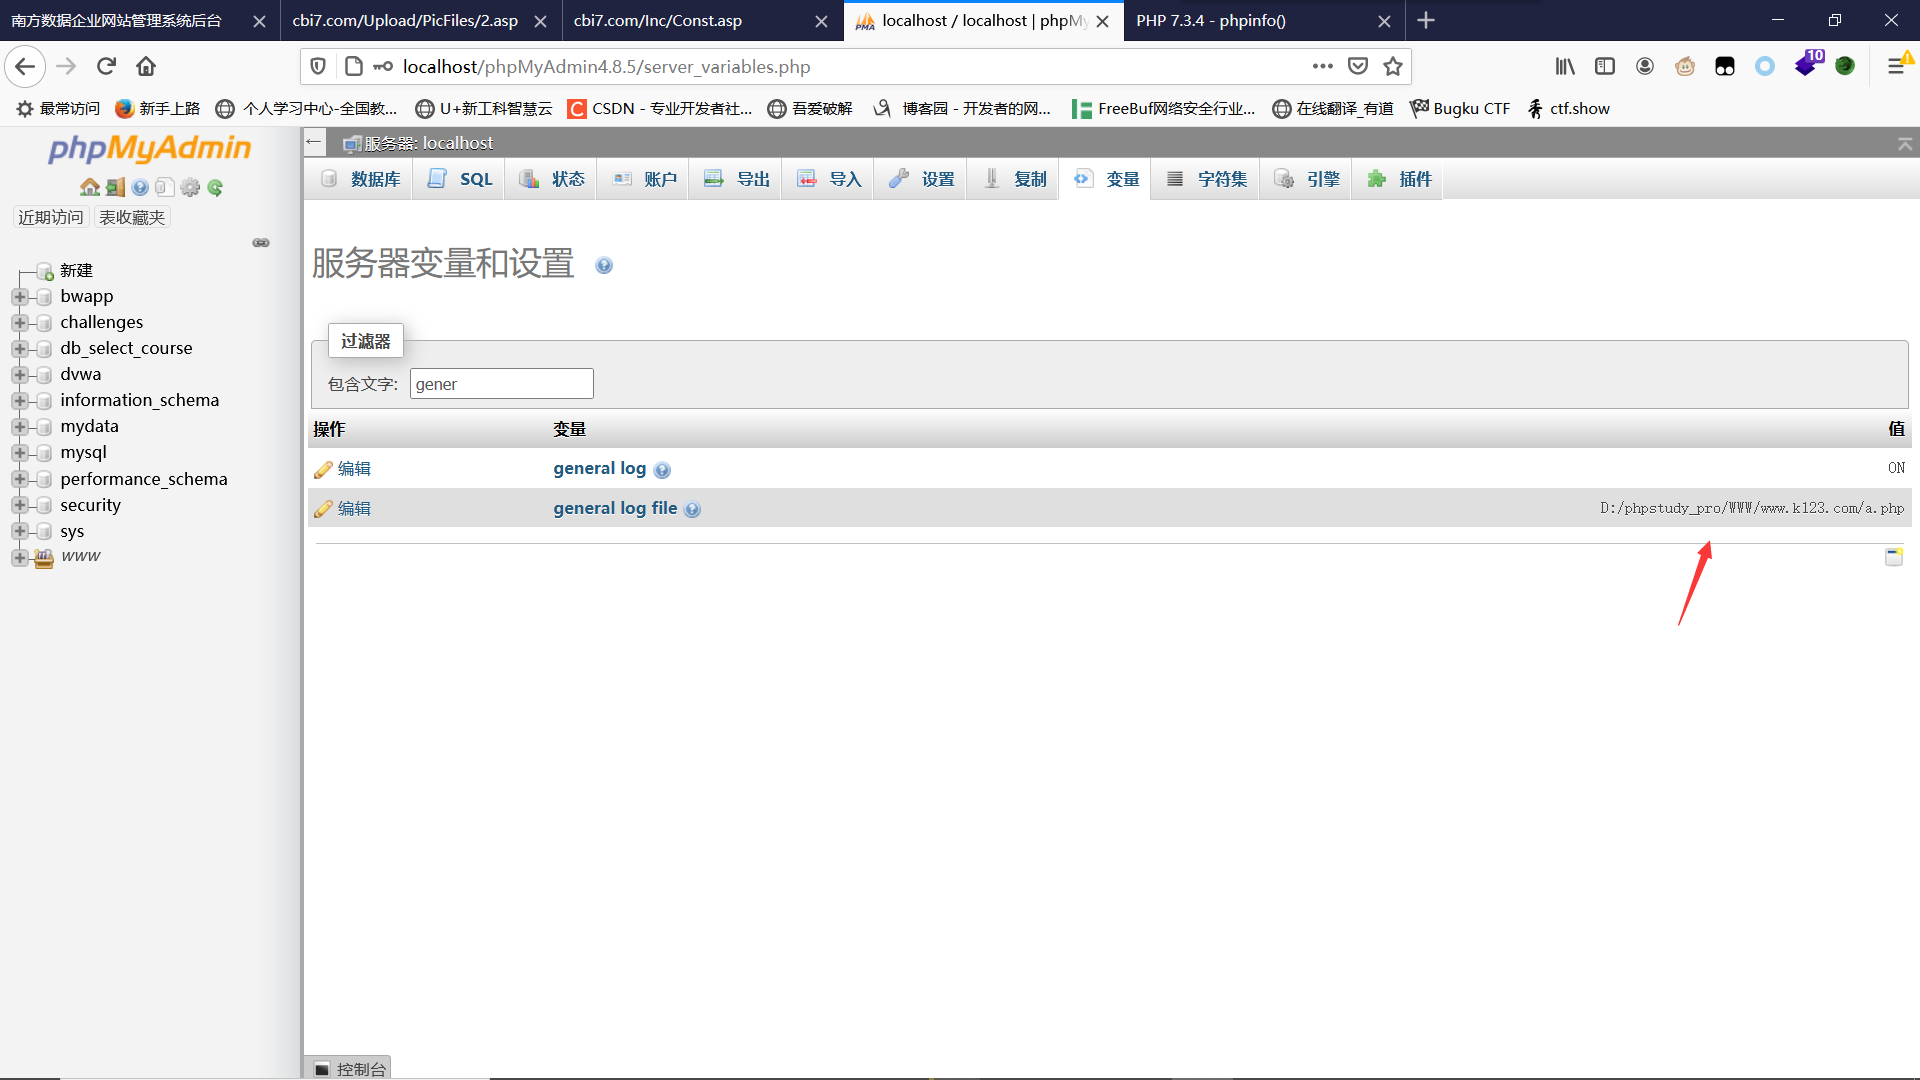 南方数据企业网站管理系统后台
cbi7.com/Upload/PicFiles/2.asp
cbi7.com/Inc/Const.asp
localhost / localhost | phpMy
PHP 7.3.4 - phpinfo()
localhost/phpMyAdmin4.8.5/server_variables.php
10
最常访问
新手上路
个人学习中心-全国教...
U+新工科智慧云
CSDN - 专业开发者社...
吾爱破解
博客园 - 开发者的网...
FreeBuf网络安全行业...
在线翻译_有道
Bugku CTF
ctf.show
phpMyAdmin
近期访问
表收藏夹
新建
bwapp
challenges
db_select_course
dvwa
information_schema
mydata
mysql
performance_schema
security
sys
www
服务器: localhost
数据库
SQL
状态
账户
导出
导入
设置
复制
变量
字符集
引擎
插件
服务器变量和设置
过滤器
包含文字: gener
操作 变量 值
编辑 general log ON
编辑 general log file D:/phpstudy_pro/WWW/www.k123.com/a.php
控制台